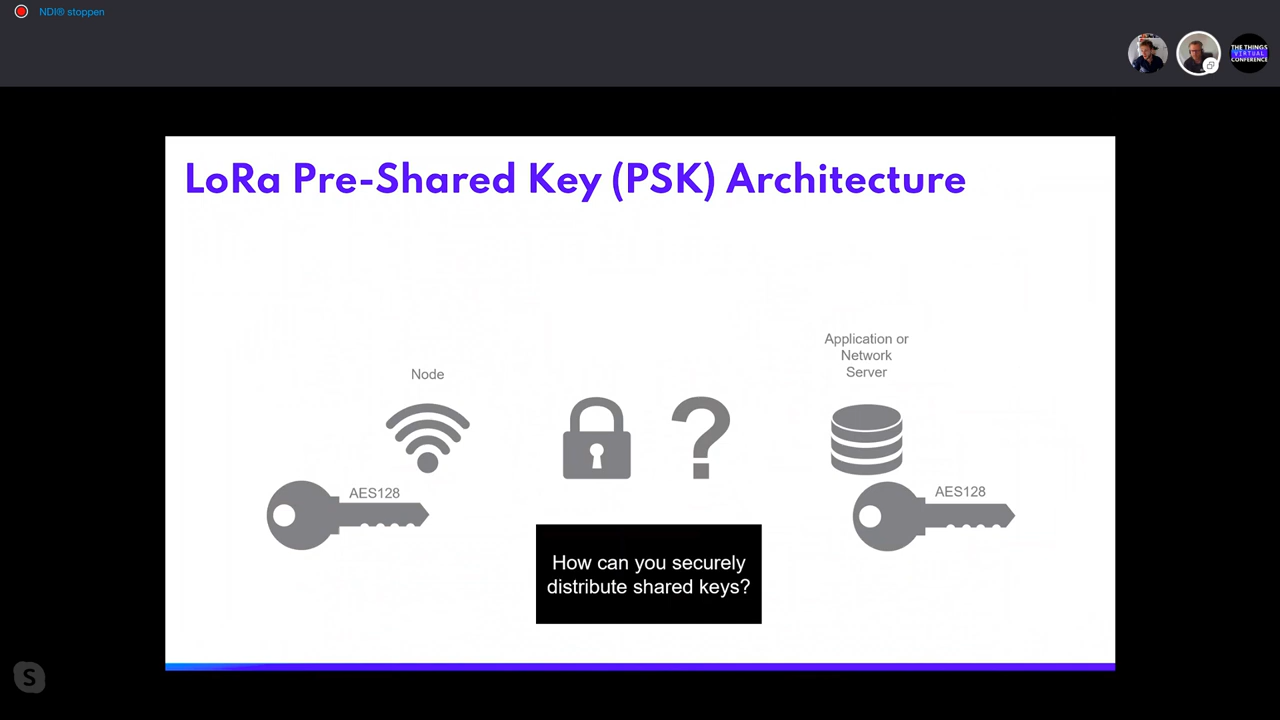 NDI® stoppen
THE THINGS
VIRTUAL
CONFERENCE
LoRa Pre-Shared Key (PSK) Architecture
Application or
Network
Server
Node
AES128
AES128
How can you securely
distribute shared keys?
S